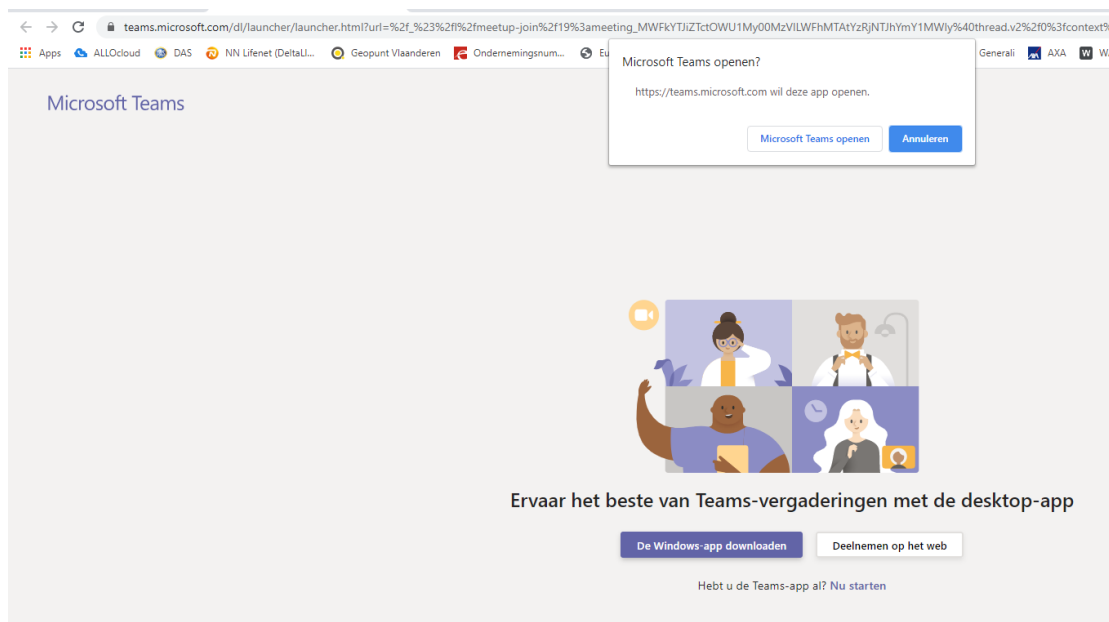 teams.microsoft.com/dl/launcher/launcher.html?url=%2f_%23%2fl%2fmeetup-join%2f19%3ameeting_MWFkYTJiZTctOWU1My00MzVlLWFhMTAtYzRjNTJhYmY1MWIy%40thread.v2%2f0%3fcontext%
Apps ALLOcloud DAS NN Lifenet (DeltaLl... Geopunt Vlaanderen Ondernemingsnum... Eu Generali AXA W
Microsoft Teams openen?
https://teams.microsoft.com wil deze app openen.
Microsoft Teams openen Annuleren
Microsoft Teams
Ervaar het beste van Teams-vergaderingen met de desktop-app
De Windows-app downloaden Deelnemen op het web
Hebt u de Teams-app al? Nu starten